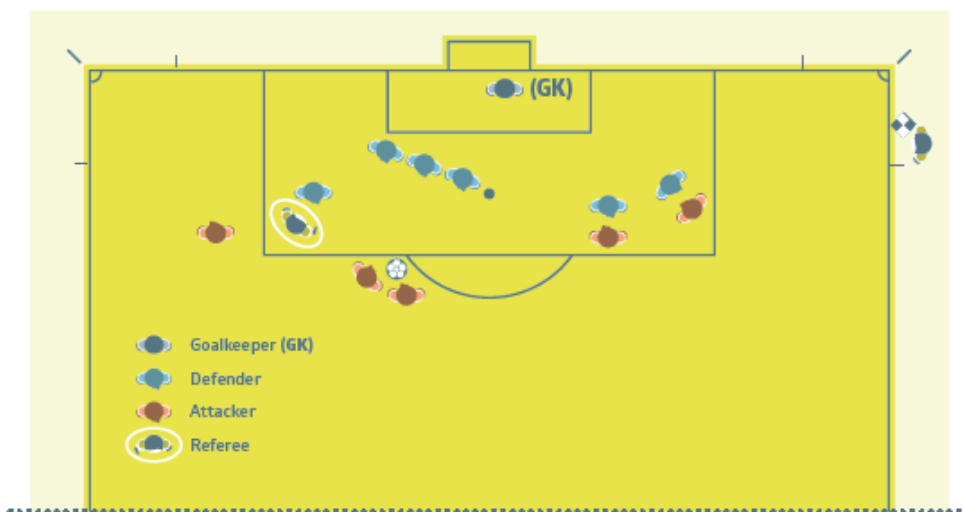 (GK)
Goalkeeper (GK)
Defender
Attacker
Referee